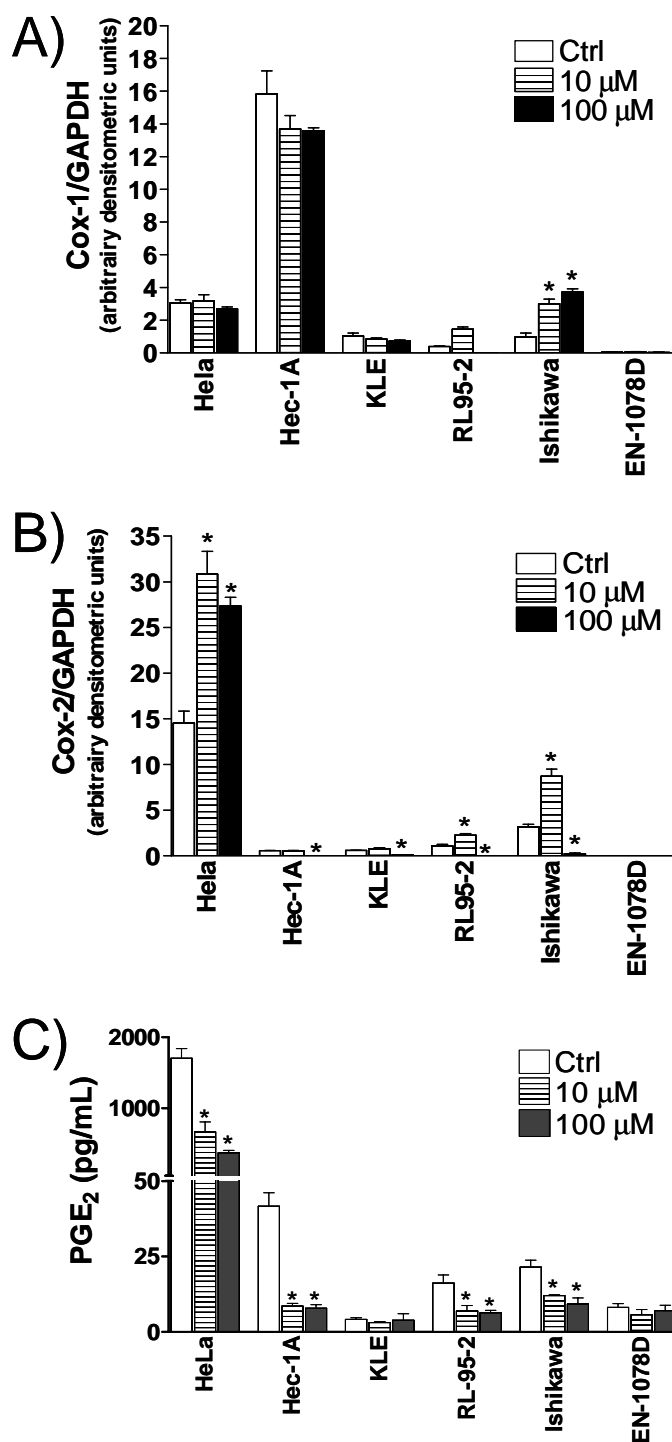 A)
Cox-1/GAPDH
(arbitrairy densitometric units)
20
18
16
14
12
10
8
6
4
2
0
Ctrl
10 µM
100 µM
* *
Hela
Hec-1A
KLE
RL95-2
Ishikawa
EN-1078D
B)
Cox-2/GAPDH
(arbitrairy densitometric units)
35
30
25
20
15
10
5
0
Ctrl
10 µM
100 µM
* *
*
*
* *
* *
Hela
Hec-1A
KLE
RL95-2
Ishikawa
EN-1078D
C)
PGE2 (pg/mL)
2000
1000
50
25
0
Ctrl
10 µM
100 µM
* *
* *
* *
* *
HeLa
Hec-1A
KLE
RL-95-2
Ishikawa
EN-1078D